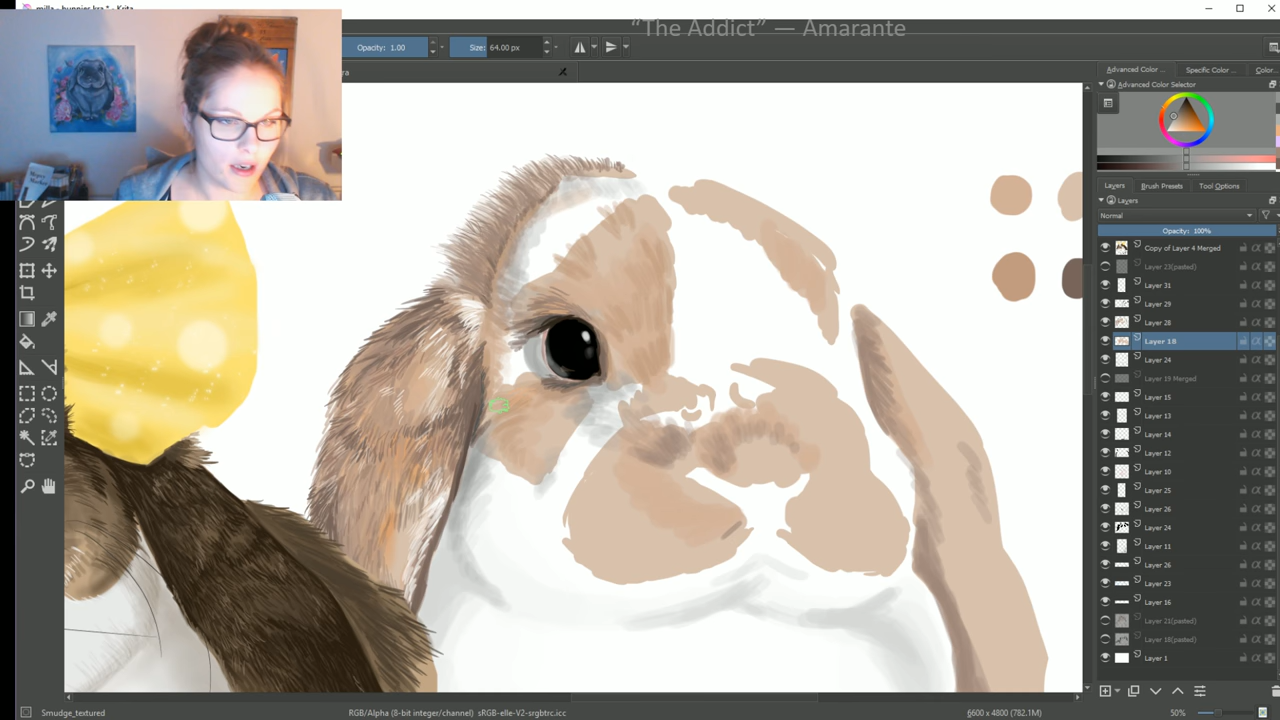 milla - bunnies.kra * - Krita
"The Addict" — Amarante
Opacity: 1.00
Size: 64.00 px
Advanced Color ...
Specific Color ...
Color...
Advanced Color Selector
Layers
Brush Presets
Tool Options
Layers
Normal
Opacity: 100%
Copy of Layer 4 Merged
Layer 23(pasted)
Layer 31
Layer 29
Layer 28
Layer 18
Layer 24
Layer 19 Merged
Layer 15
Layer 13
Layer 14
Layer 12
Layer 10
Layer 25
Layer 26
Layer 24
Layer 11
Layer 26
Layer 23
Layer 16
Layer 21(pasted)
Layer 18(pasted)
Layer 1
Smudge_textured
RGB/Alpha (8-bit integer/channel) sRGB-elle-V2-srgbtrc.icc
6600 x 4800 (782.1M)
50%